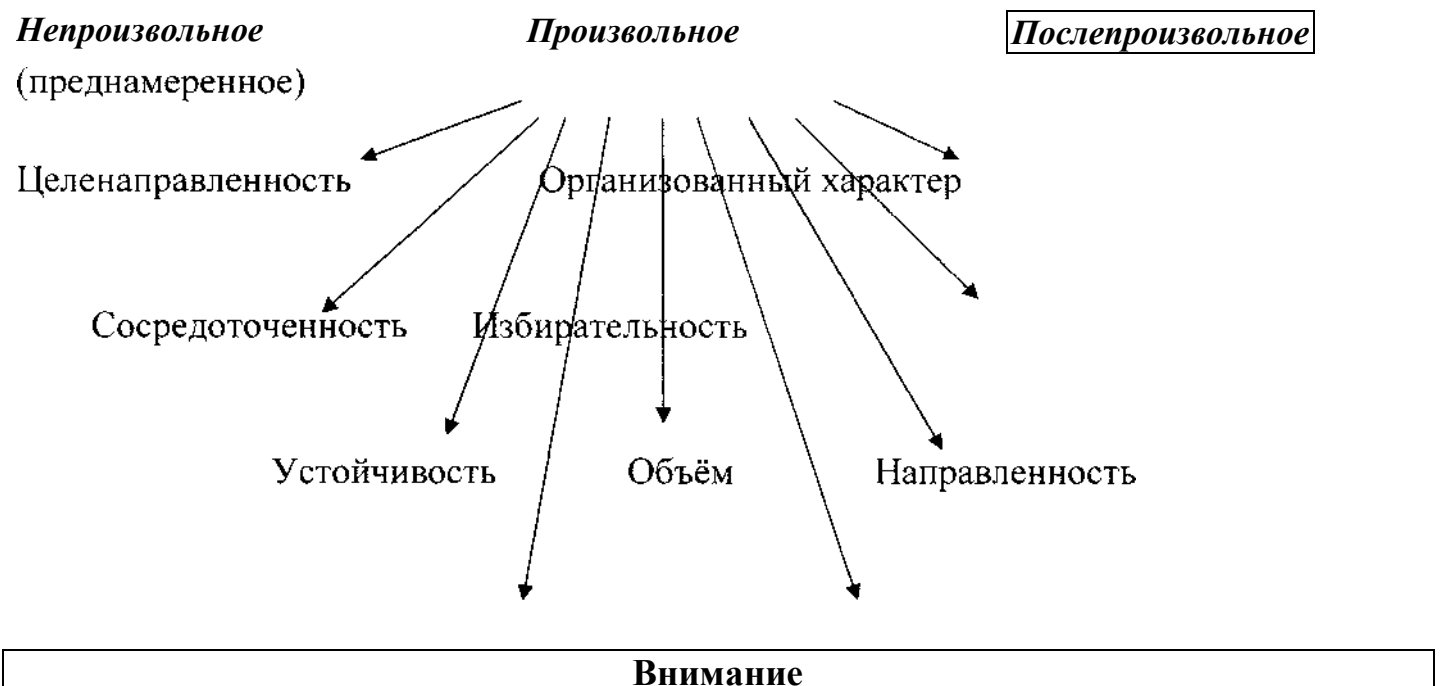 Непроизвольное Произвольное Послепроизвольное
(преднамеренное)
Целенаправленность Организованный характер
Сосредоточенность Избирательность
Устойчивость Объём Направленность
Внимание